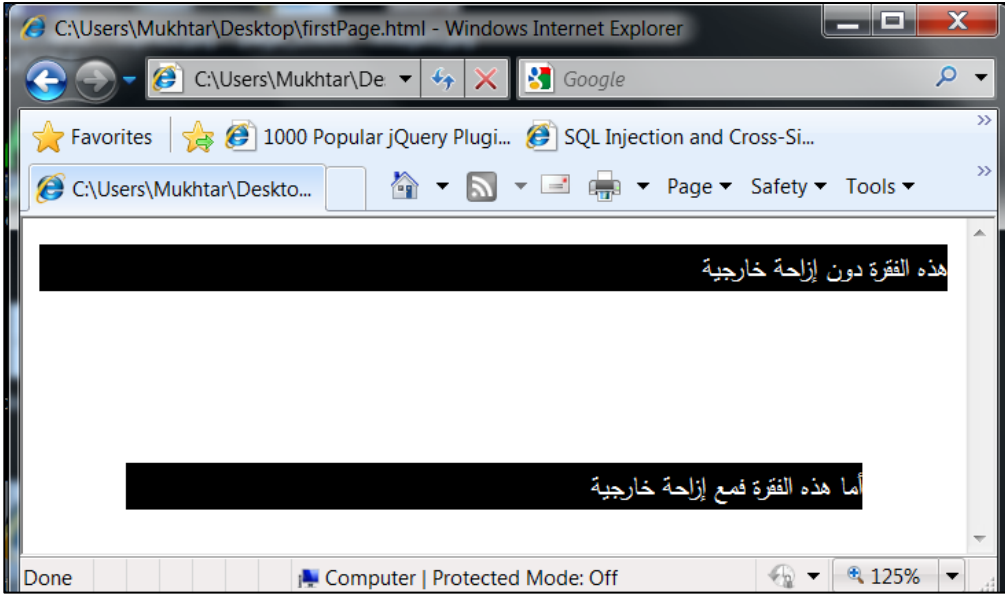 C:\Users\Mukhtar\Desktop\firstPage.html - Windows Internet Explorer
C:\Users\Mukhtar\De
Google
Favorites
1000 Popular jQuery Plugi...
SQL Injection and Cross-Si...
C:\Users\Mukhtar\Deskto...
Page Safety Tools
هذه الفقرة دون إزاحة خارجية
أما هذه الفقرة فمع إزاحة خارجية
Done
Computer | Protected Mode: Off
125%